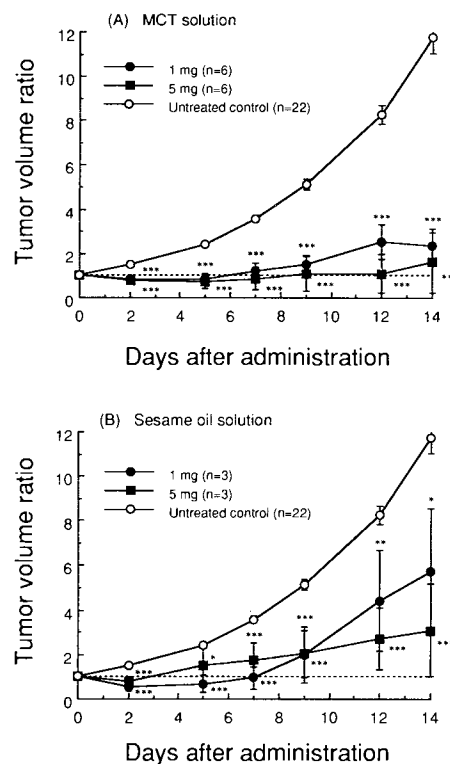 (A) MCT solution
12
1 mg (n=6)
5 mg (n=6)
Untreated control (n=22)
10
8
6
4
2
0
Tumor volume ratio
***
***
***
***
***
***
***
***
***
***
***
**
0 2 4 6 8 10 12 14
Days after administration
(B) Sesame oil solution
12
1 mg (n=3)
5 mg (n=3)
Untreated control (n=22)
10
8
6
4
2
0
Tumor volume ratio
*
**
***
***
*
***
***
***
***
***
***
**
0 2 4 6 8 10 12 14
Days after administration